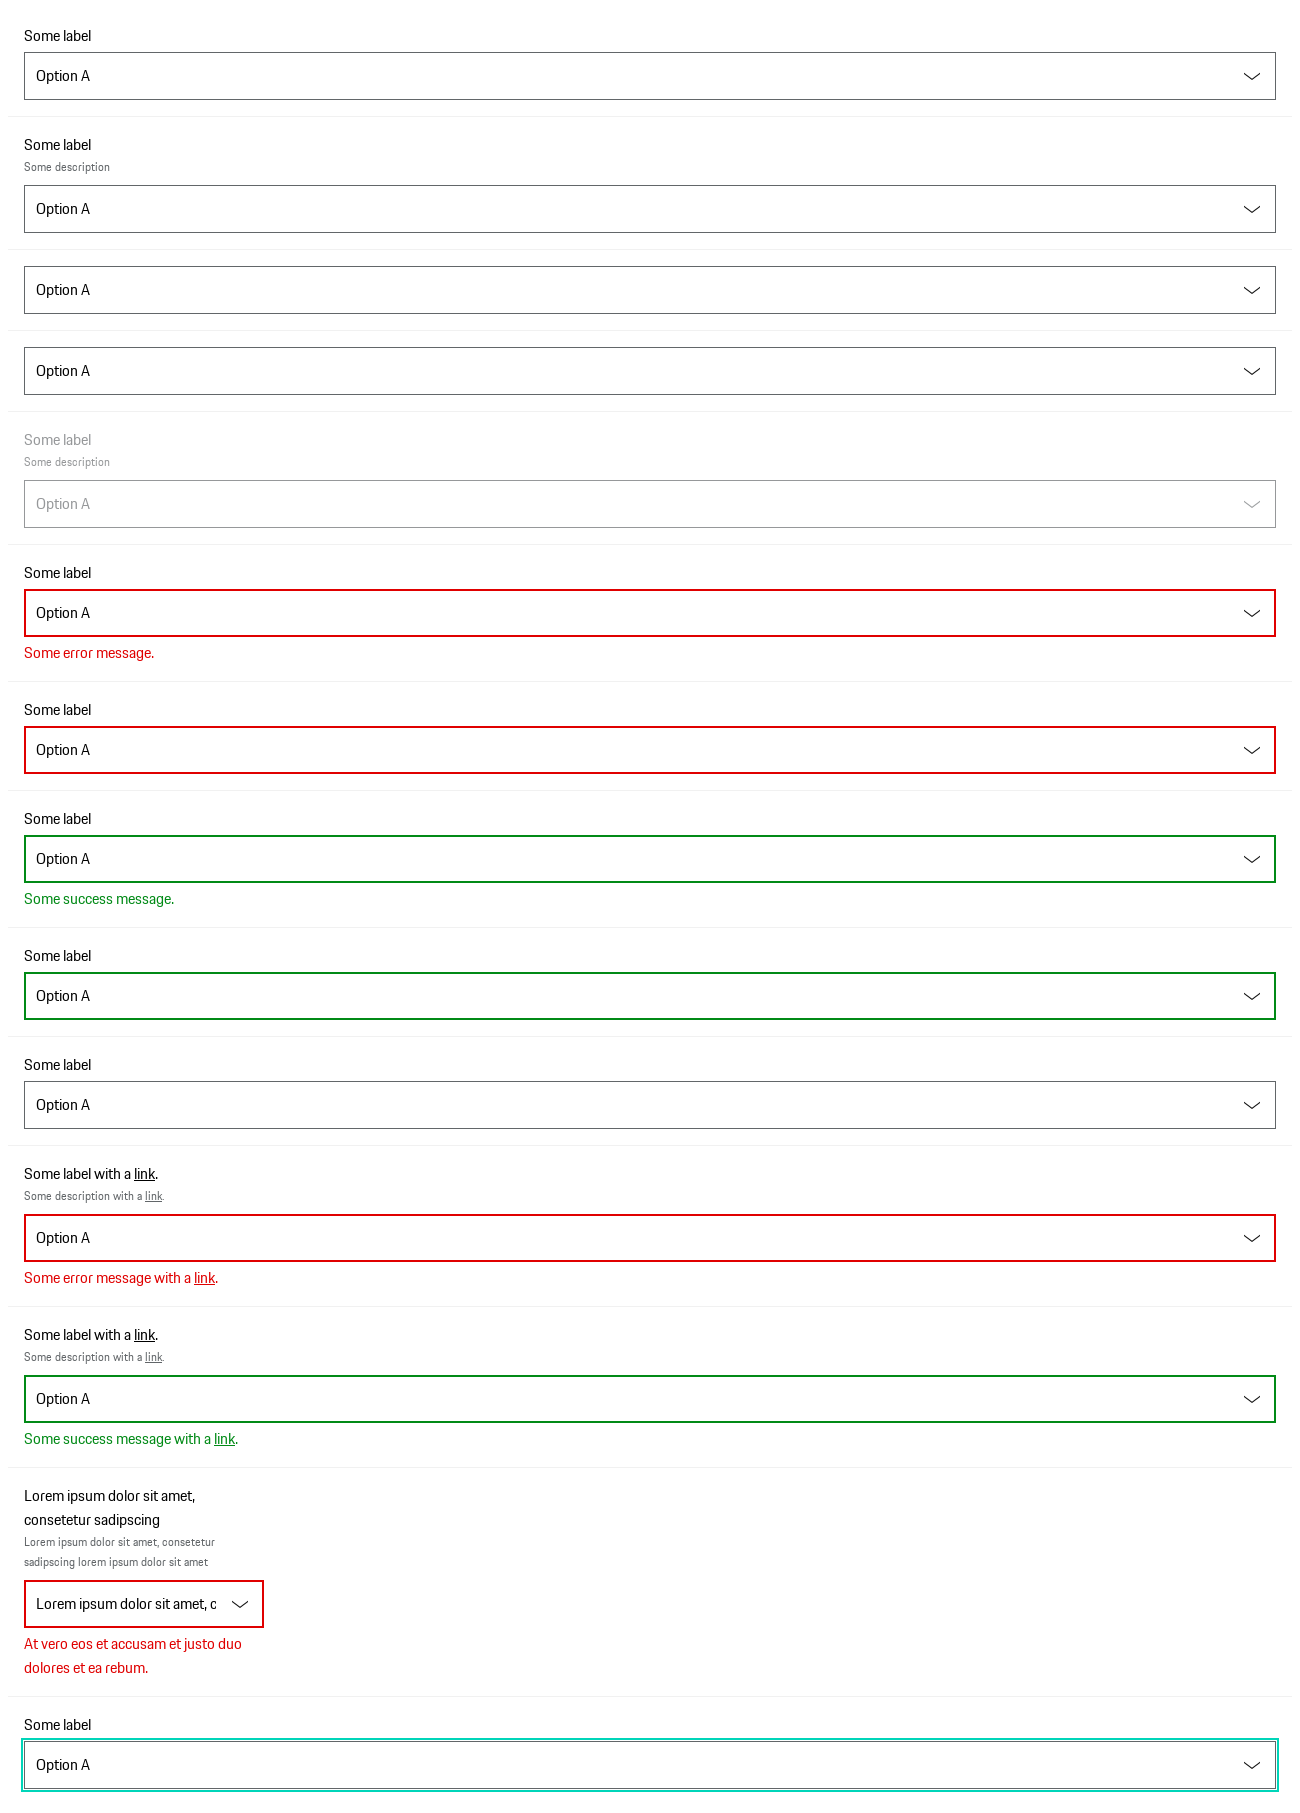 Some label
Option A
Some label
Some description
Option A
Option A
Option A
Some label
Some description
Option A
Some label
Option A
Some error message.
Some label
Option A
Some label
Option A
Some success message.
Some label
Option A
Some label
Option A
Some label with a link.
Some description with a link.
Option A
Some error message with a link.
Some label with a link.
Some description with a link.
Option A
Some success message with a link.
Lorem ipsum dolor sit amet,
consetetur sadipscing
Lorem ipsum dolor sit amet, consetetur
sadipscing lorem ipsum dolor sit amet
Lorem ipsum dolor sit amet, c
At vero eos et accusam et justo duo
dolores et ea rebum.
Some label
Option A